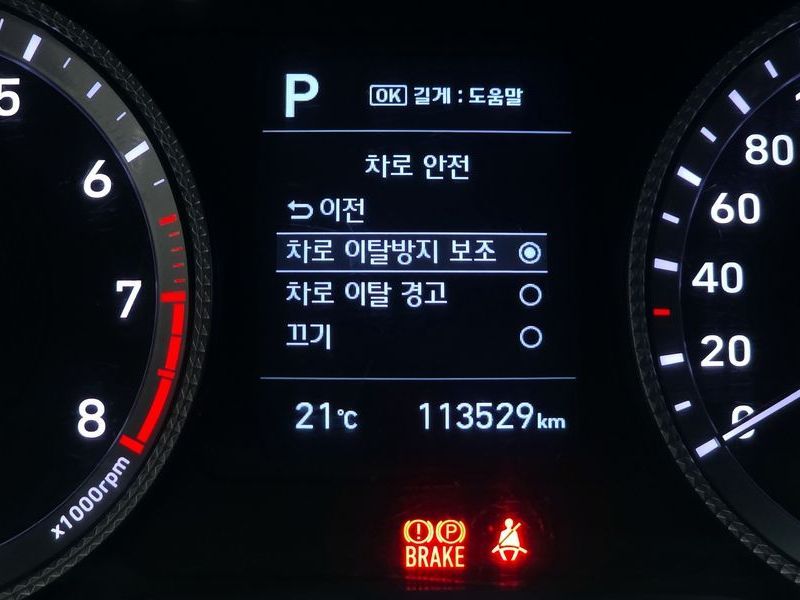 P
OK 길게 : 도움말
차로 안전
이전
차로 이탈방지 보조
차로 이탈 경고
끄기
21℃ 113529km
5
6
7
8
x1000rpm
80
60
40
20
0
(!) (P)
BRAKE